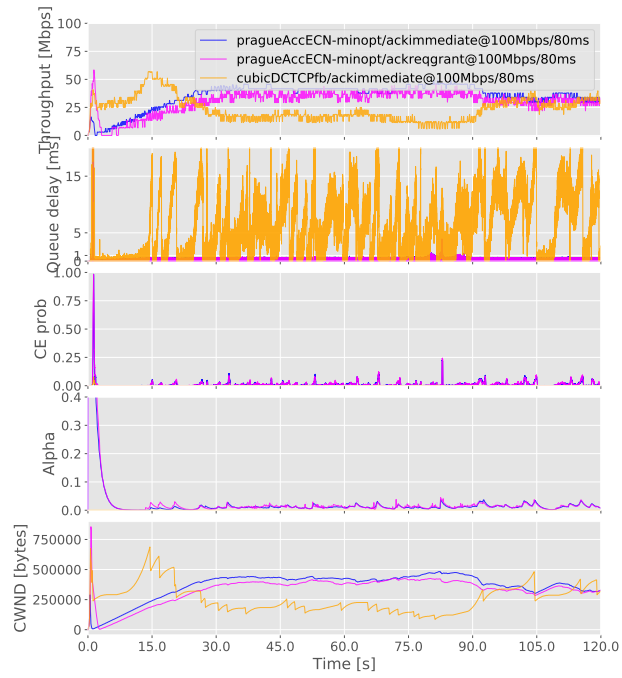 100
75
50
25
0
Throughput [Mbps]
pragueAccECN-minopt/ackimmediate@100Mbps/80ms
pragueAccECN-minopt/ackreqgrant@100Mbps/80ms
cubicDCTCPfb/ackimmediate@100Mbps/80ms
15
5
1
0
Queue delay [ms]
1.00
0.75
0.50
0.25
0.00
CE prob
0.4
0.3
0.2
0.1
0.0
Alpha
750000
500000
250000
0
CWND [bytes]
0.0 15.0 30.0 45.0 60.0 75.0 90.0 105.0 120.0
Time [s]